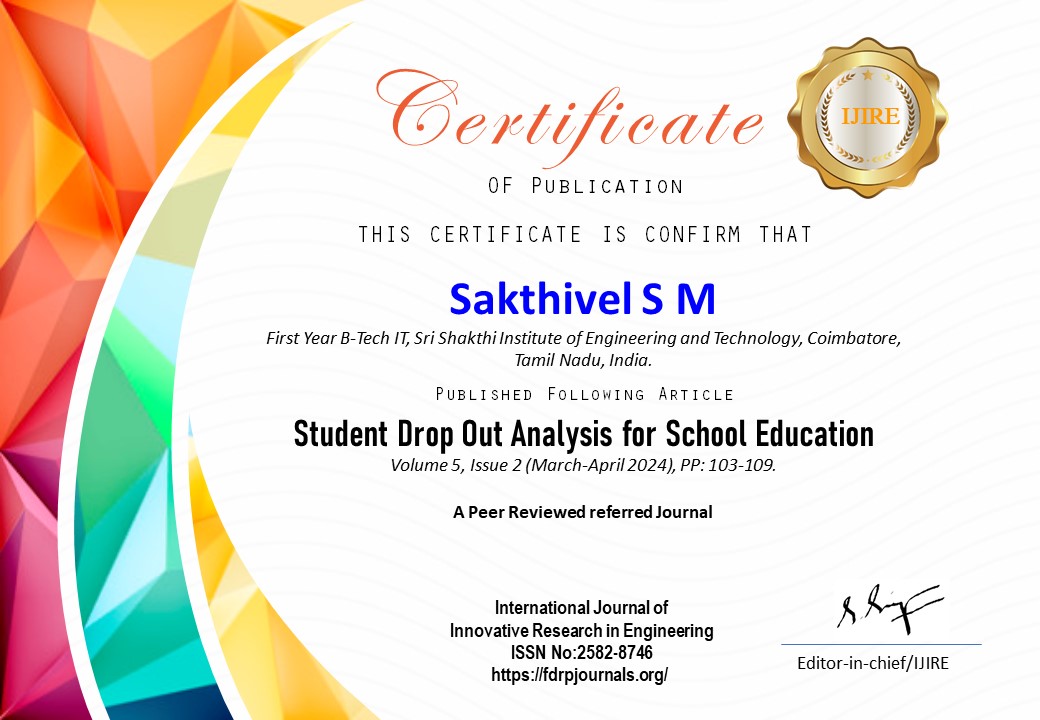 Certificate
IJIRE
OF PUBLICATION
THIS CERTIFICATE IS CONFIRM THAT
Sakthivel S M
First Year B-Tech IT, Sri Shakthi Institute of Engineering and Technology, Coimbatore,
Tamil Nadu, India.
PUBLISHED FOLLOWING ARTICLE
Student Drop Out Analysis for School Education
Volume 5, Issue 2 (March-April 2024), PP: 103-109.
A Peer Reviewed referred Journal
International Journal of
Innovative Research in Engineering
ISSN No:2582-8746
https://fdrpjournals.org/
Editor-in-chief/IJIRE